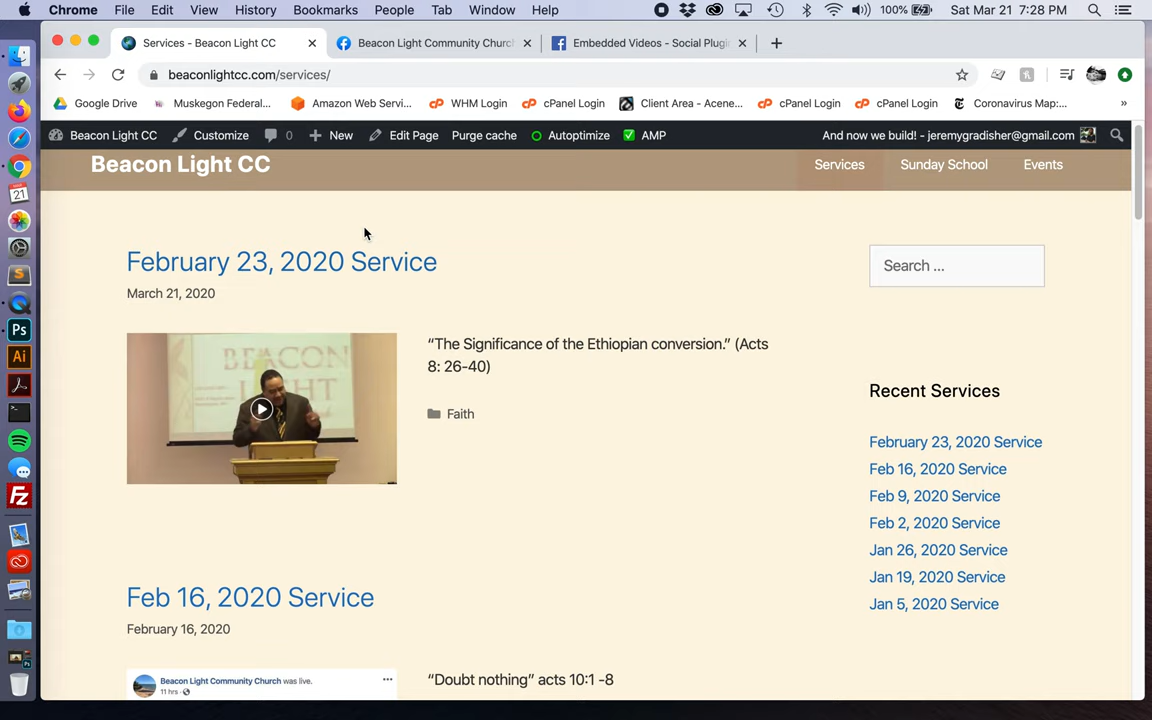 Chrome File Edit View History Bookmarks People Tab Window Help 100% Sat Mar 21 7:28 PM
Services - Beacon Light CC Beacon Light Community Churc Embedded Videos - Social Plugi
beaconlightcc.com/services/
Google Drive Muskegon Federal... Amazon Web Servi... WHM Login cPanel Login Client Area - Acene... cPanel Login cPanel Login Coronavirus Map:... »
Beacon Light CC Customize 0 New Edit Page Purge cache Autoptimize AMP And now we build! - jeremygradisher@gmail.com
Beacon Light CC Services Sunday School Events
February 23, 2020 Service
March 21, 2020
BEACON
LIGHT
"The Significance of the Ethiopian conversion." (Acts
8: 26-40)
Faith
Feb 16, 2020 Service
February 16, 2020
Beacon Light Community Church was live.
11 hrs ·
"Doubt nothing" acts 10:1 -8
Search ...
Recent Services
February 23, 2020 Service
Feb 16, 2020 Service
Feb 9, 2020 Service
Feb 2, 2020 Service
Jan 26, 2020 Service
Jan 19, 2020 Service
Jan 5, 2020 Service
21
Ps
Ai
Fz